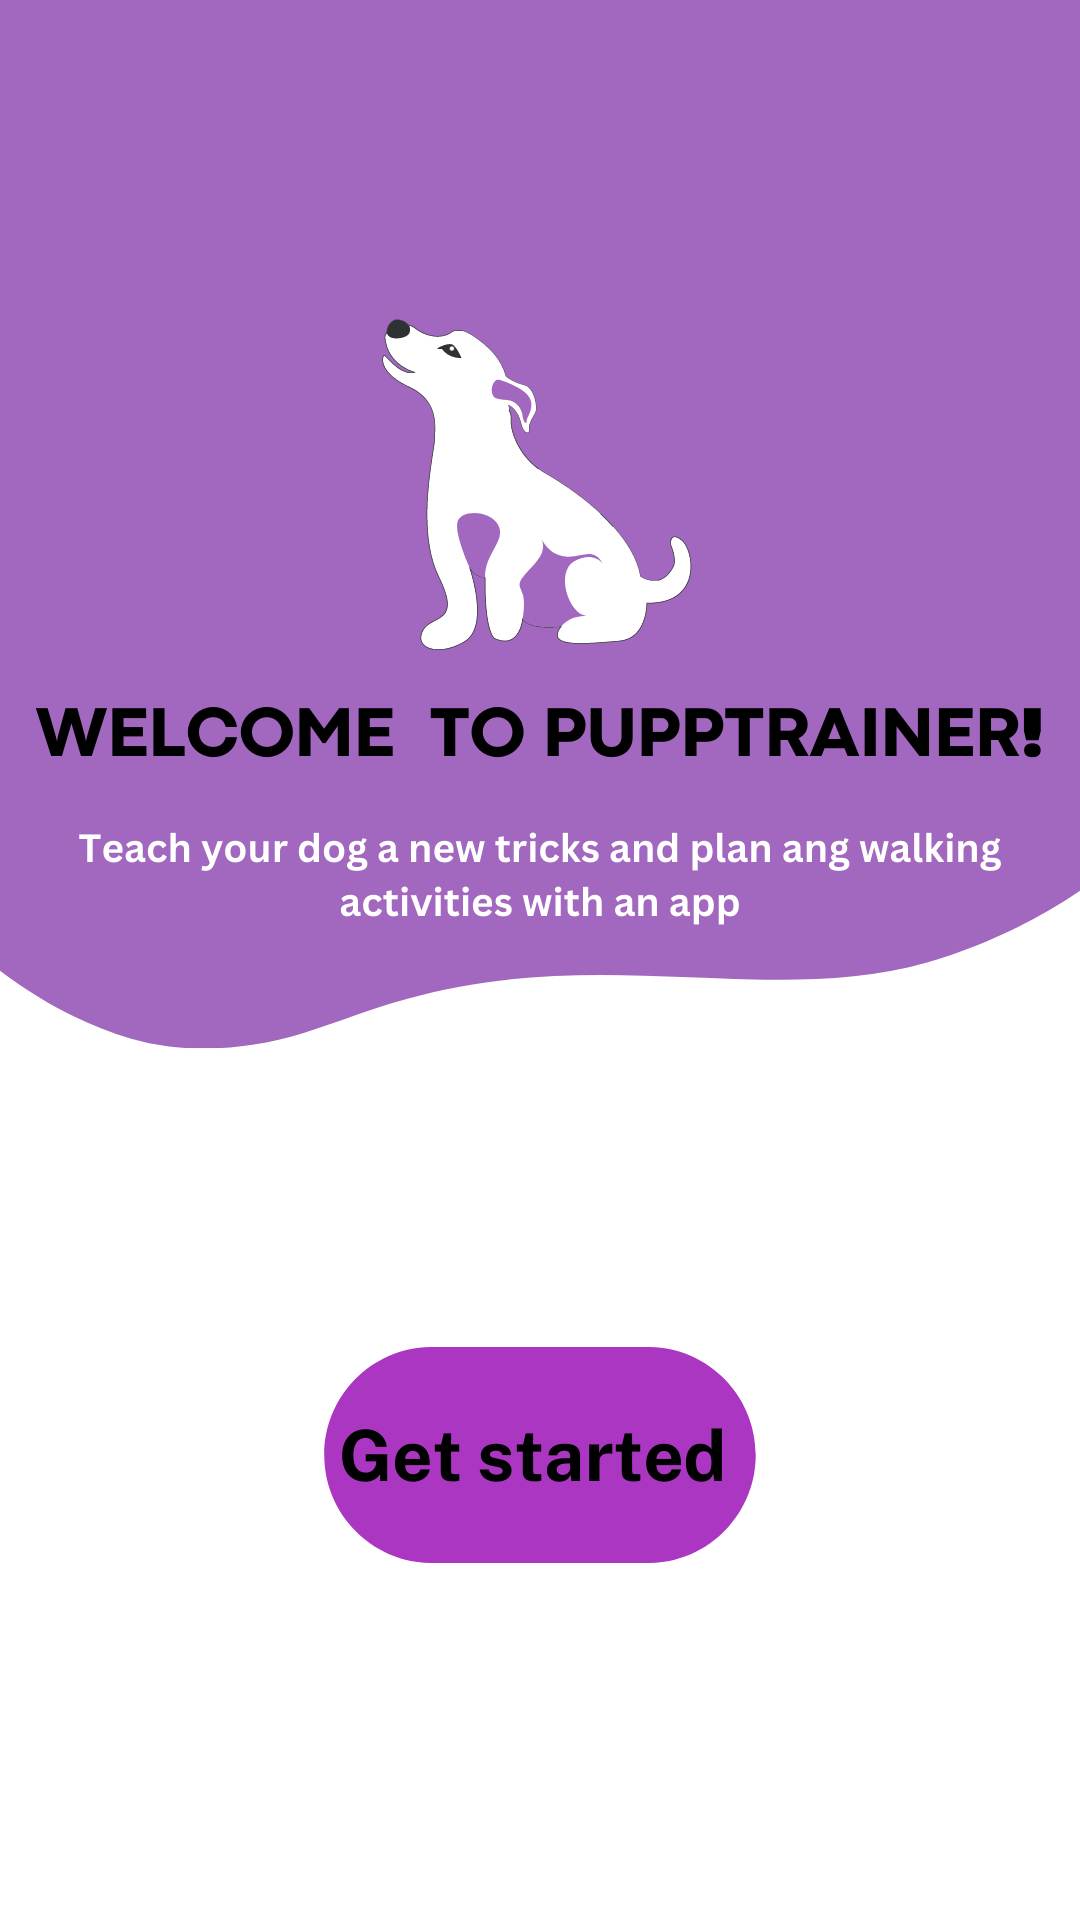 WELCOME  TO PUPPTRAINER!
Teach your dog a new tricks and plan ang walking
activities with an app
Get started